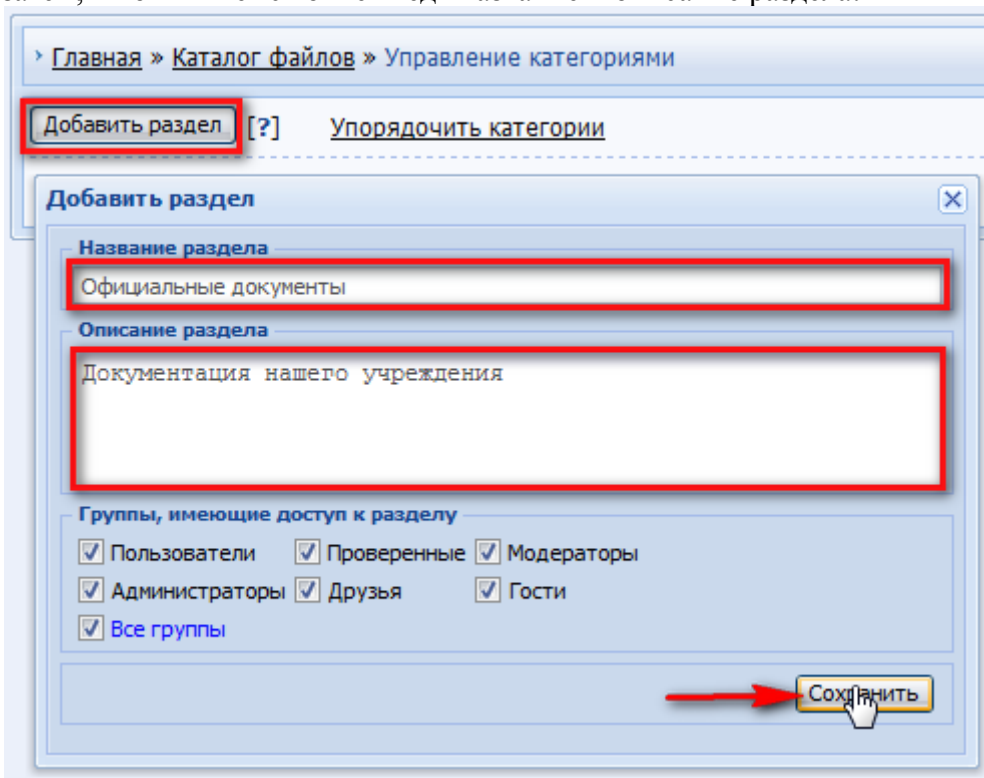 › Главная » Каталог файлов » Управление категориями
Добавить раздел [?] Упорядочить категории
Добавить раздел
Название раздела
Официальные документы
Описание раздела
Документация нашего учреждения
Группы, имеющие доступ к разделу
Пользователи Проверенные Модераторы
Администраторы Друзья Гости
Все группы
Сохранить